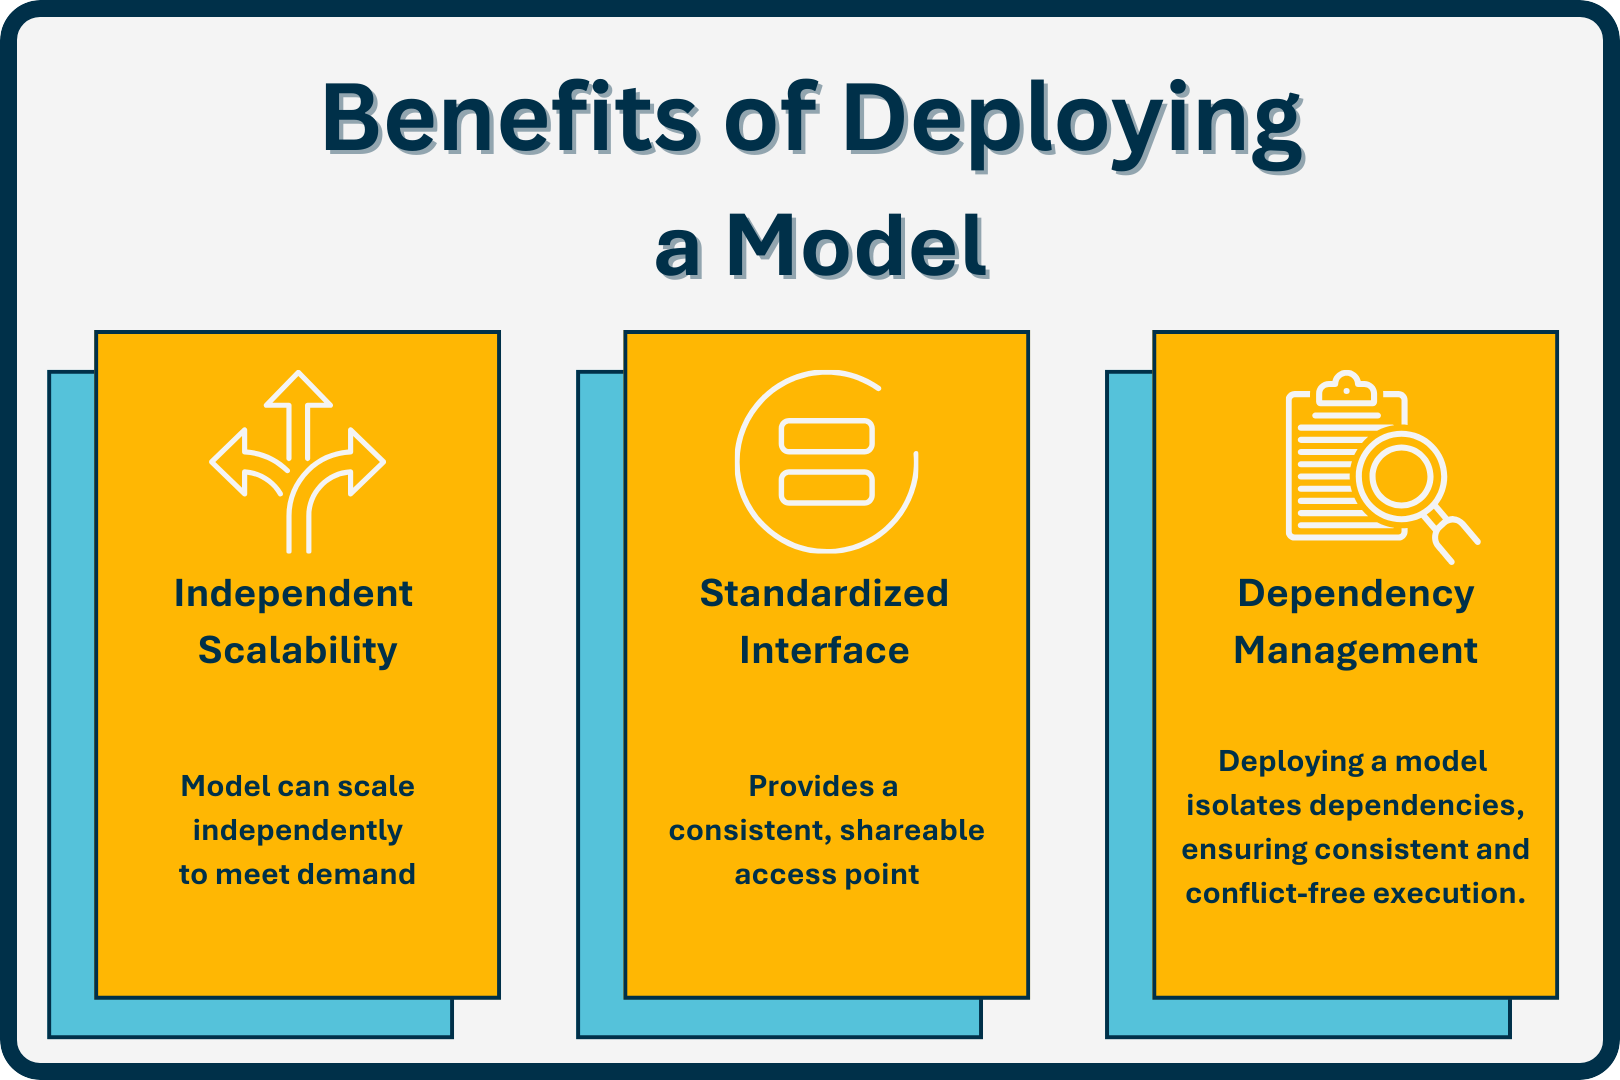 Benefits of Deploying
a Model
Independent
Scalability
Model can scale
independently
to meet demand
Standardized
Interface
Provides a
consistent, shareable
access point
Dependency
Management
Deploying a model
isolates dependencies,
ensuring consistent and
conflict-free execution.